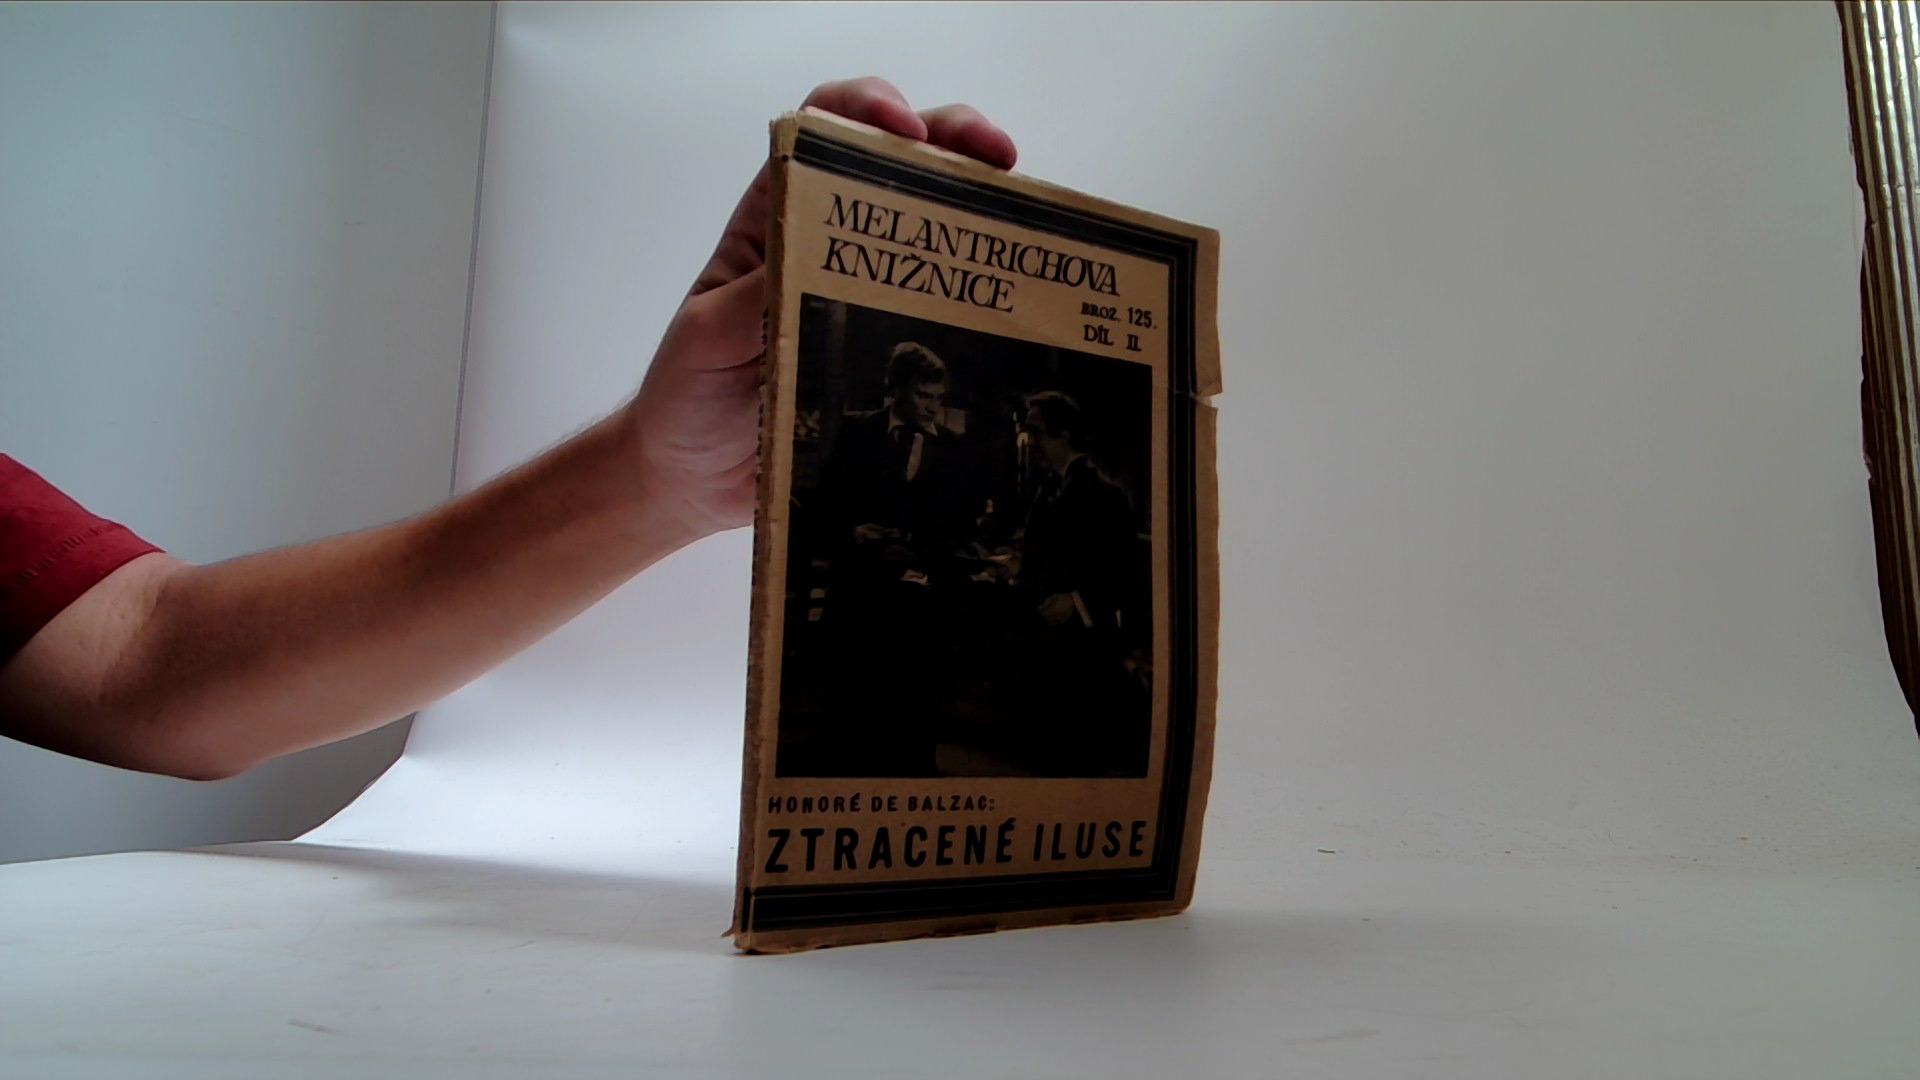 MELANTRICHOVA
KNIŽNICE
BROŽ. 125.
DÍL II.
HONORÉ DE BALZAC:
ZTRACENÉ ILUSE